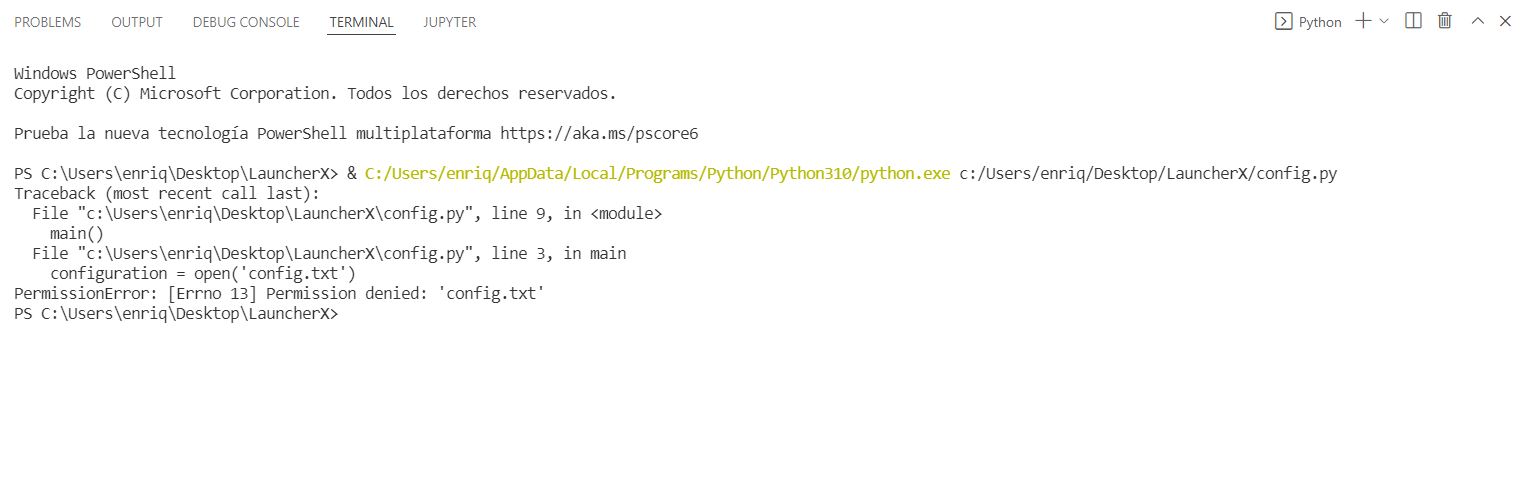 PROBLEMS OUTPUT DEBUG CONSOLE TERMINAL JUPYTER Python
Windows PowerShell
Copyright (C) Microsoft Corporation. Todos los derechos reservados.
Prueba la nueva tecnología PowerShell multiplataforma https://aka.ms/pscore6
PS C:\Users\enriq\Desktop\LauncherX> & C:/Users/enriq/AppData/Local/Programs/Python/Python310/python.exe c:/Users/enriq/Desktop/LauncherX/config.py
Traceback (most recent call last):
  File "c:\Users\enriq\Desktop\LauncherX\config.py", line 9, in <module>
    main()
  File "c:\Users\enriq\Desktop\LauncherX\config.py", line 3, in main
    configuration = open('config.txt')
PermissionError: [Errno 13] Permission denied: 'config.txt'
PS C:\Users\enriq\Desktop\LauncherX>